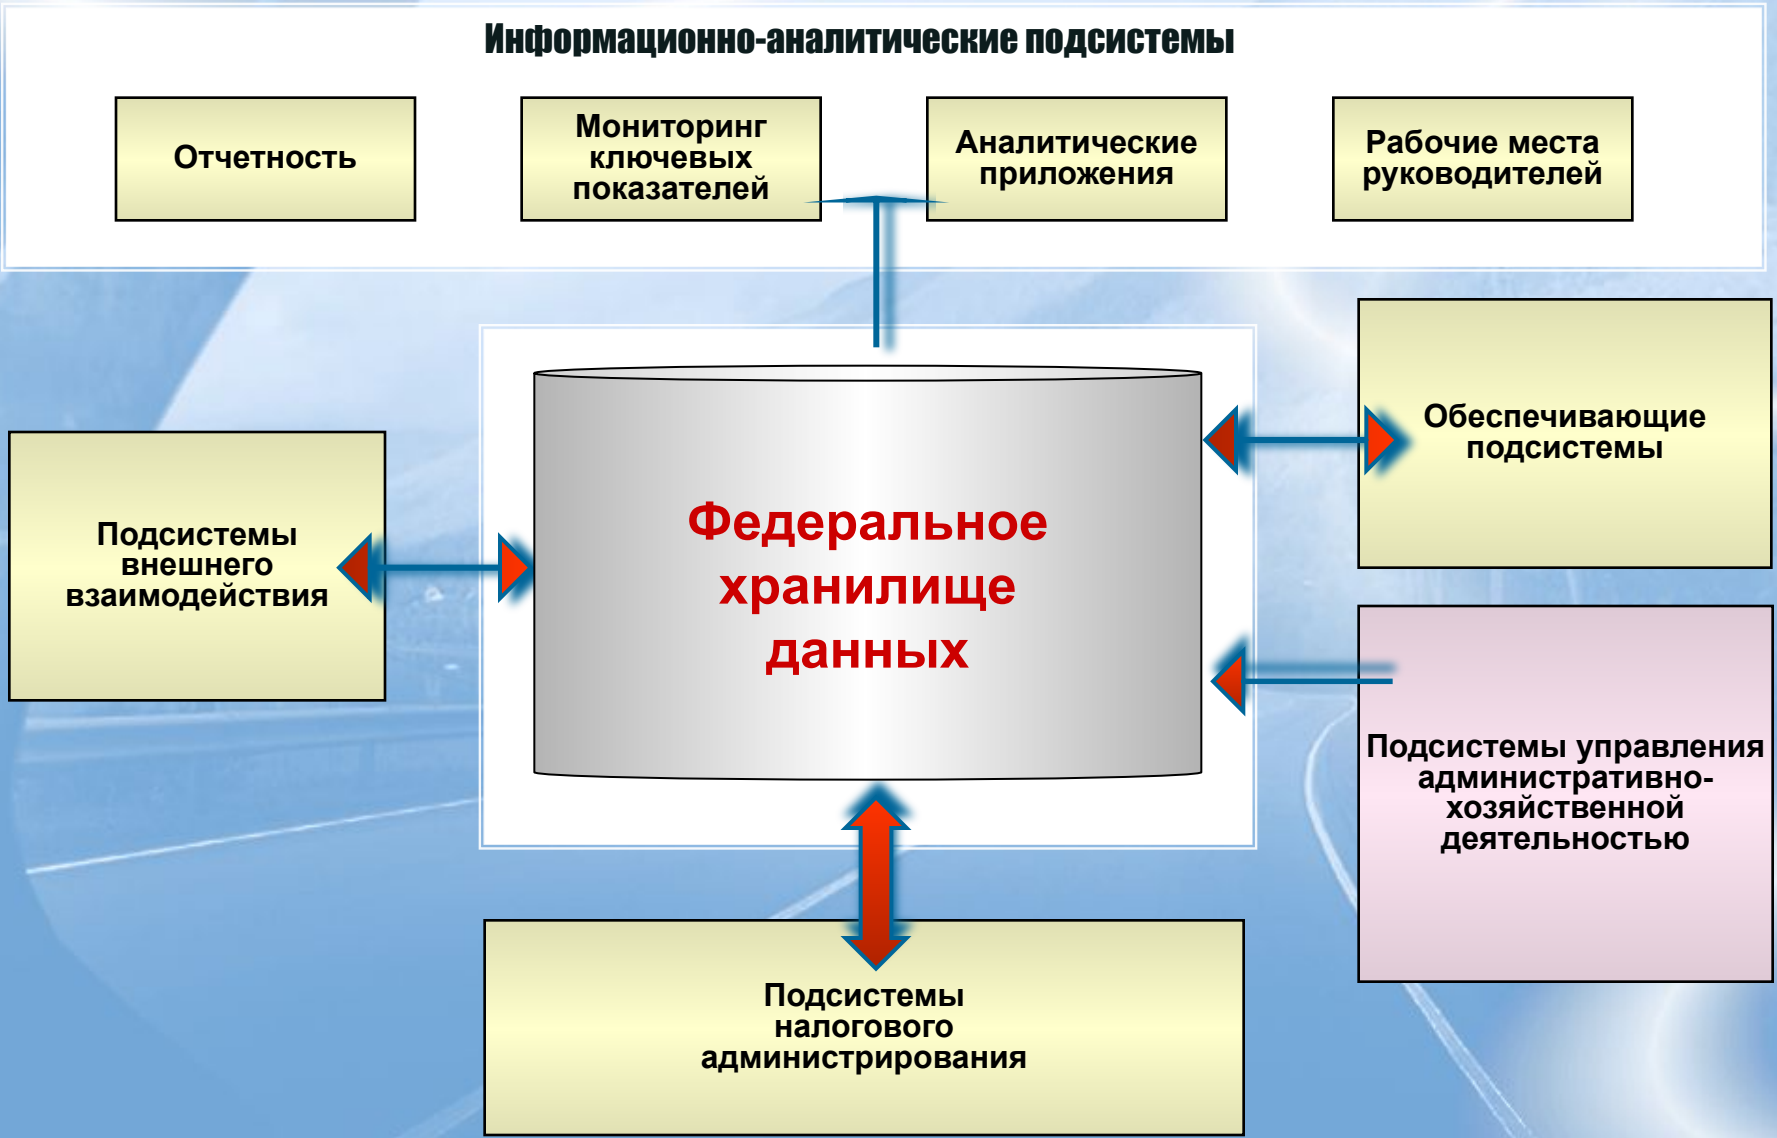 Информационно-аналитические подсистемы
Отчетность
Мониторинг
ключевых
показателей
Аналитические
приложения
Рабочие места
руководителей
Обеспечивающие
подсистемы
Подсистемы
внешнего
взаимодействия
Федеральное
хранилище
данных
Подсистемы управления
административно-
хозяйственной
деятельностью
Подсистемы
налогового
администрирования